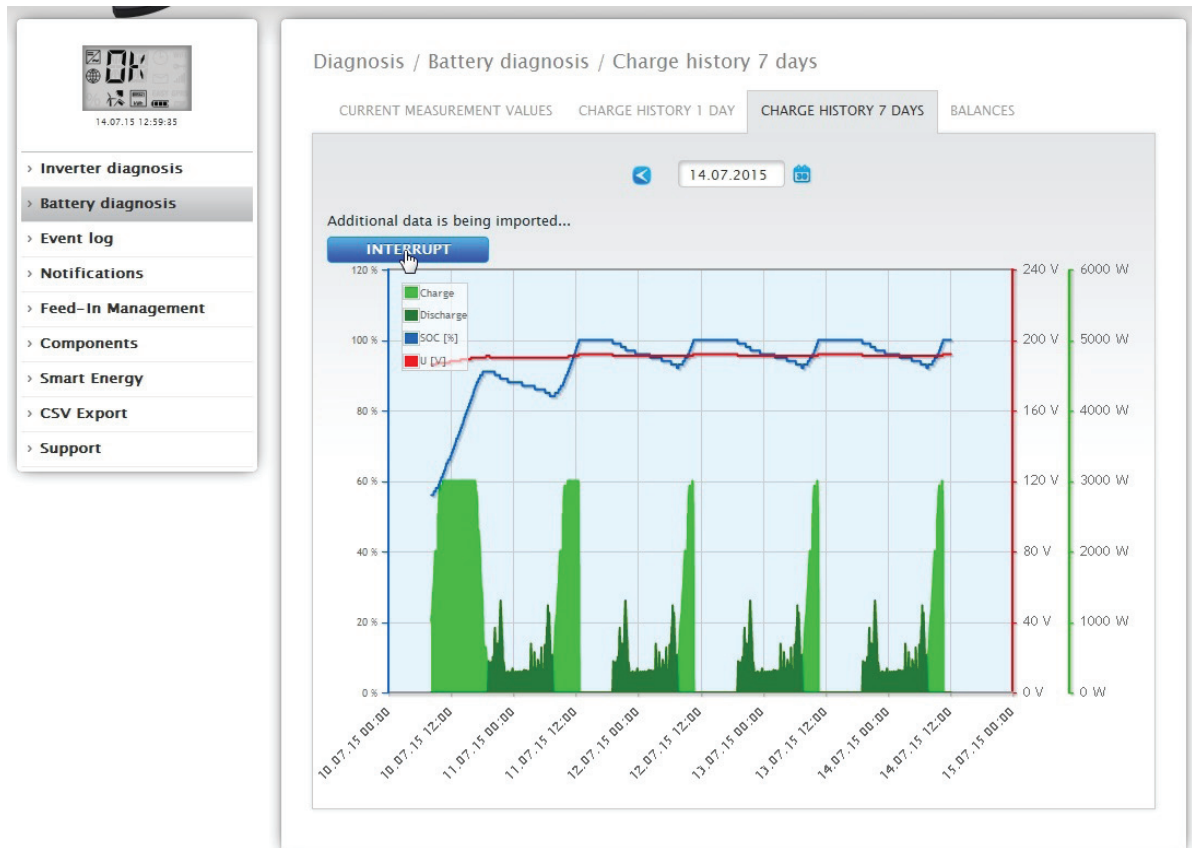 OK
14.07.15 12:59:35
› Inverter diagnosis
› Battery diagnosis
› Event log
› Notifications
› Feed-In Management
› Components
› Smart Energy
› CSV Export
› Support
Diagnosis / Battery diagnosis / Charge history 7 days
CURRENT MEASUREMENT VALUES CHARGE HISTORY 1 DAY CHARGE HISTORY 7 DAYS BALANCES
14.07.2015 30
Additional data is being imported...
INTERRUPT
120 % 240 V 6000 W
Charge
Discharge
100 % SOC [%] 200 V 5000 W
U [V]
80 % 160 V 4000 W
60 % 120 V 3000 W
40 % 80 V 2000 W
20 % 40 V 1000 W
0 % 0 V 0 W
10.07.15 00:00 10.07.15 12:00 11.07.15 00:00 11.07.15 12:00 12.07.15 00:00 12.07.15 12:00 13.07.15 00:00 13.07.15 12:00 14.07.15 00:00 14.07.15 12:00 15.07.15 00:00